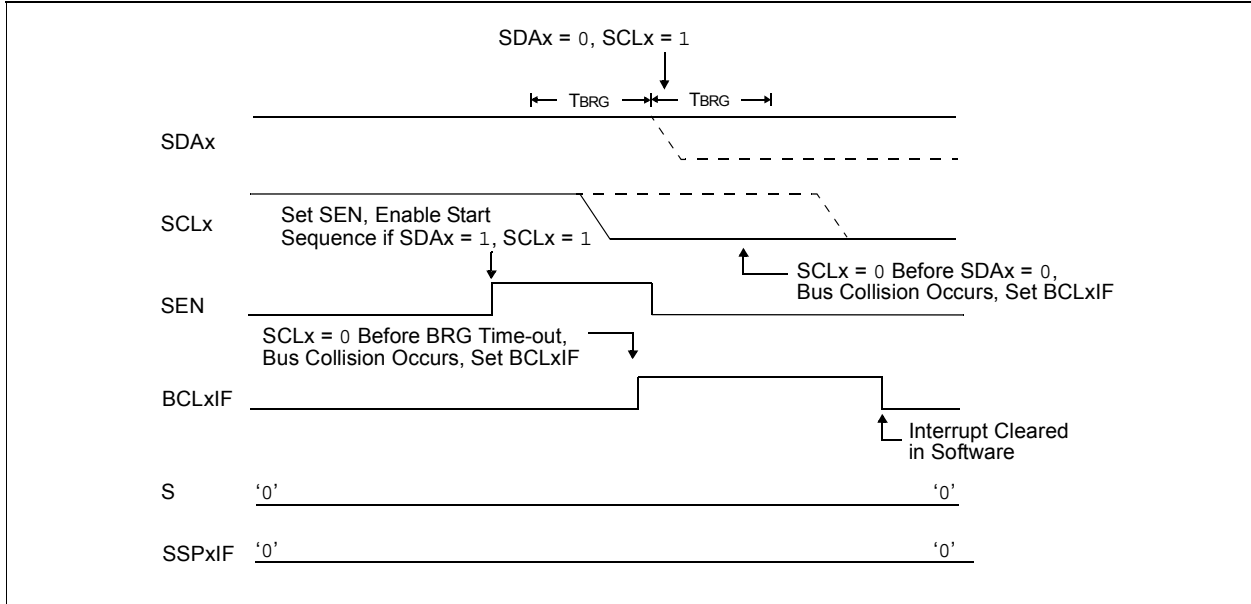 SDAx = 0, SCLx = 1
TBRG TBRG
SDAx
SCLx
Set SEN, Enable Start
Sequence if SDAx = 1, SCLx = 1
SCLx = 0 Before SDAx = 0,
Bus Collision Occurs, Set BCLxIF
SEN
SCLx = 0 Before BRG Time-out,
Bus Collision Occurs, Set BCLxIF
BCLxIF
Interrupt Cleared
in Software
S ‘0’ ‘0’
SSPxIF ‘0’ ‘0’